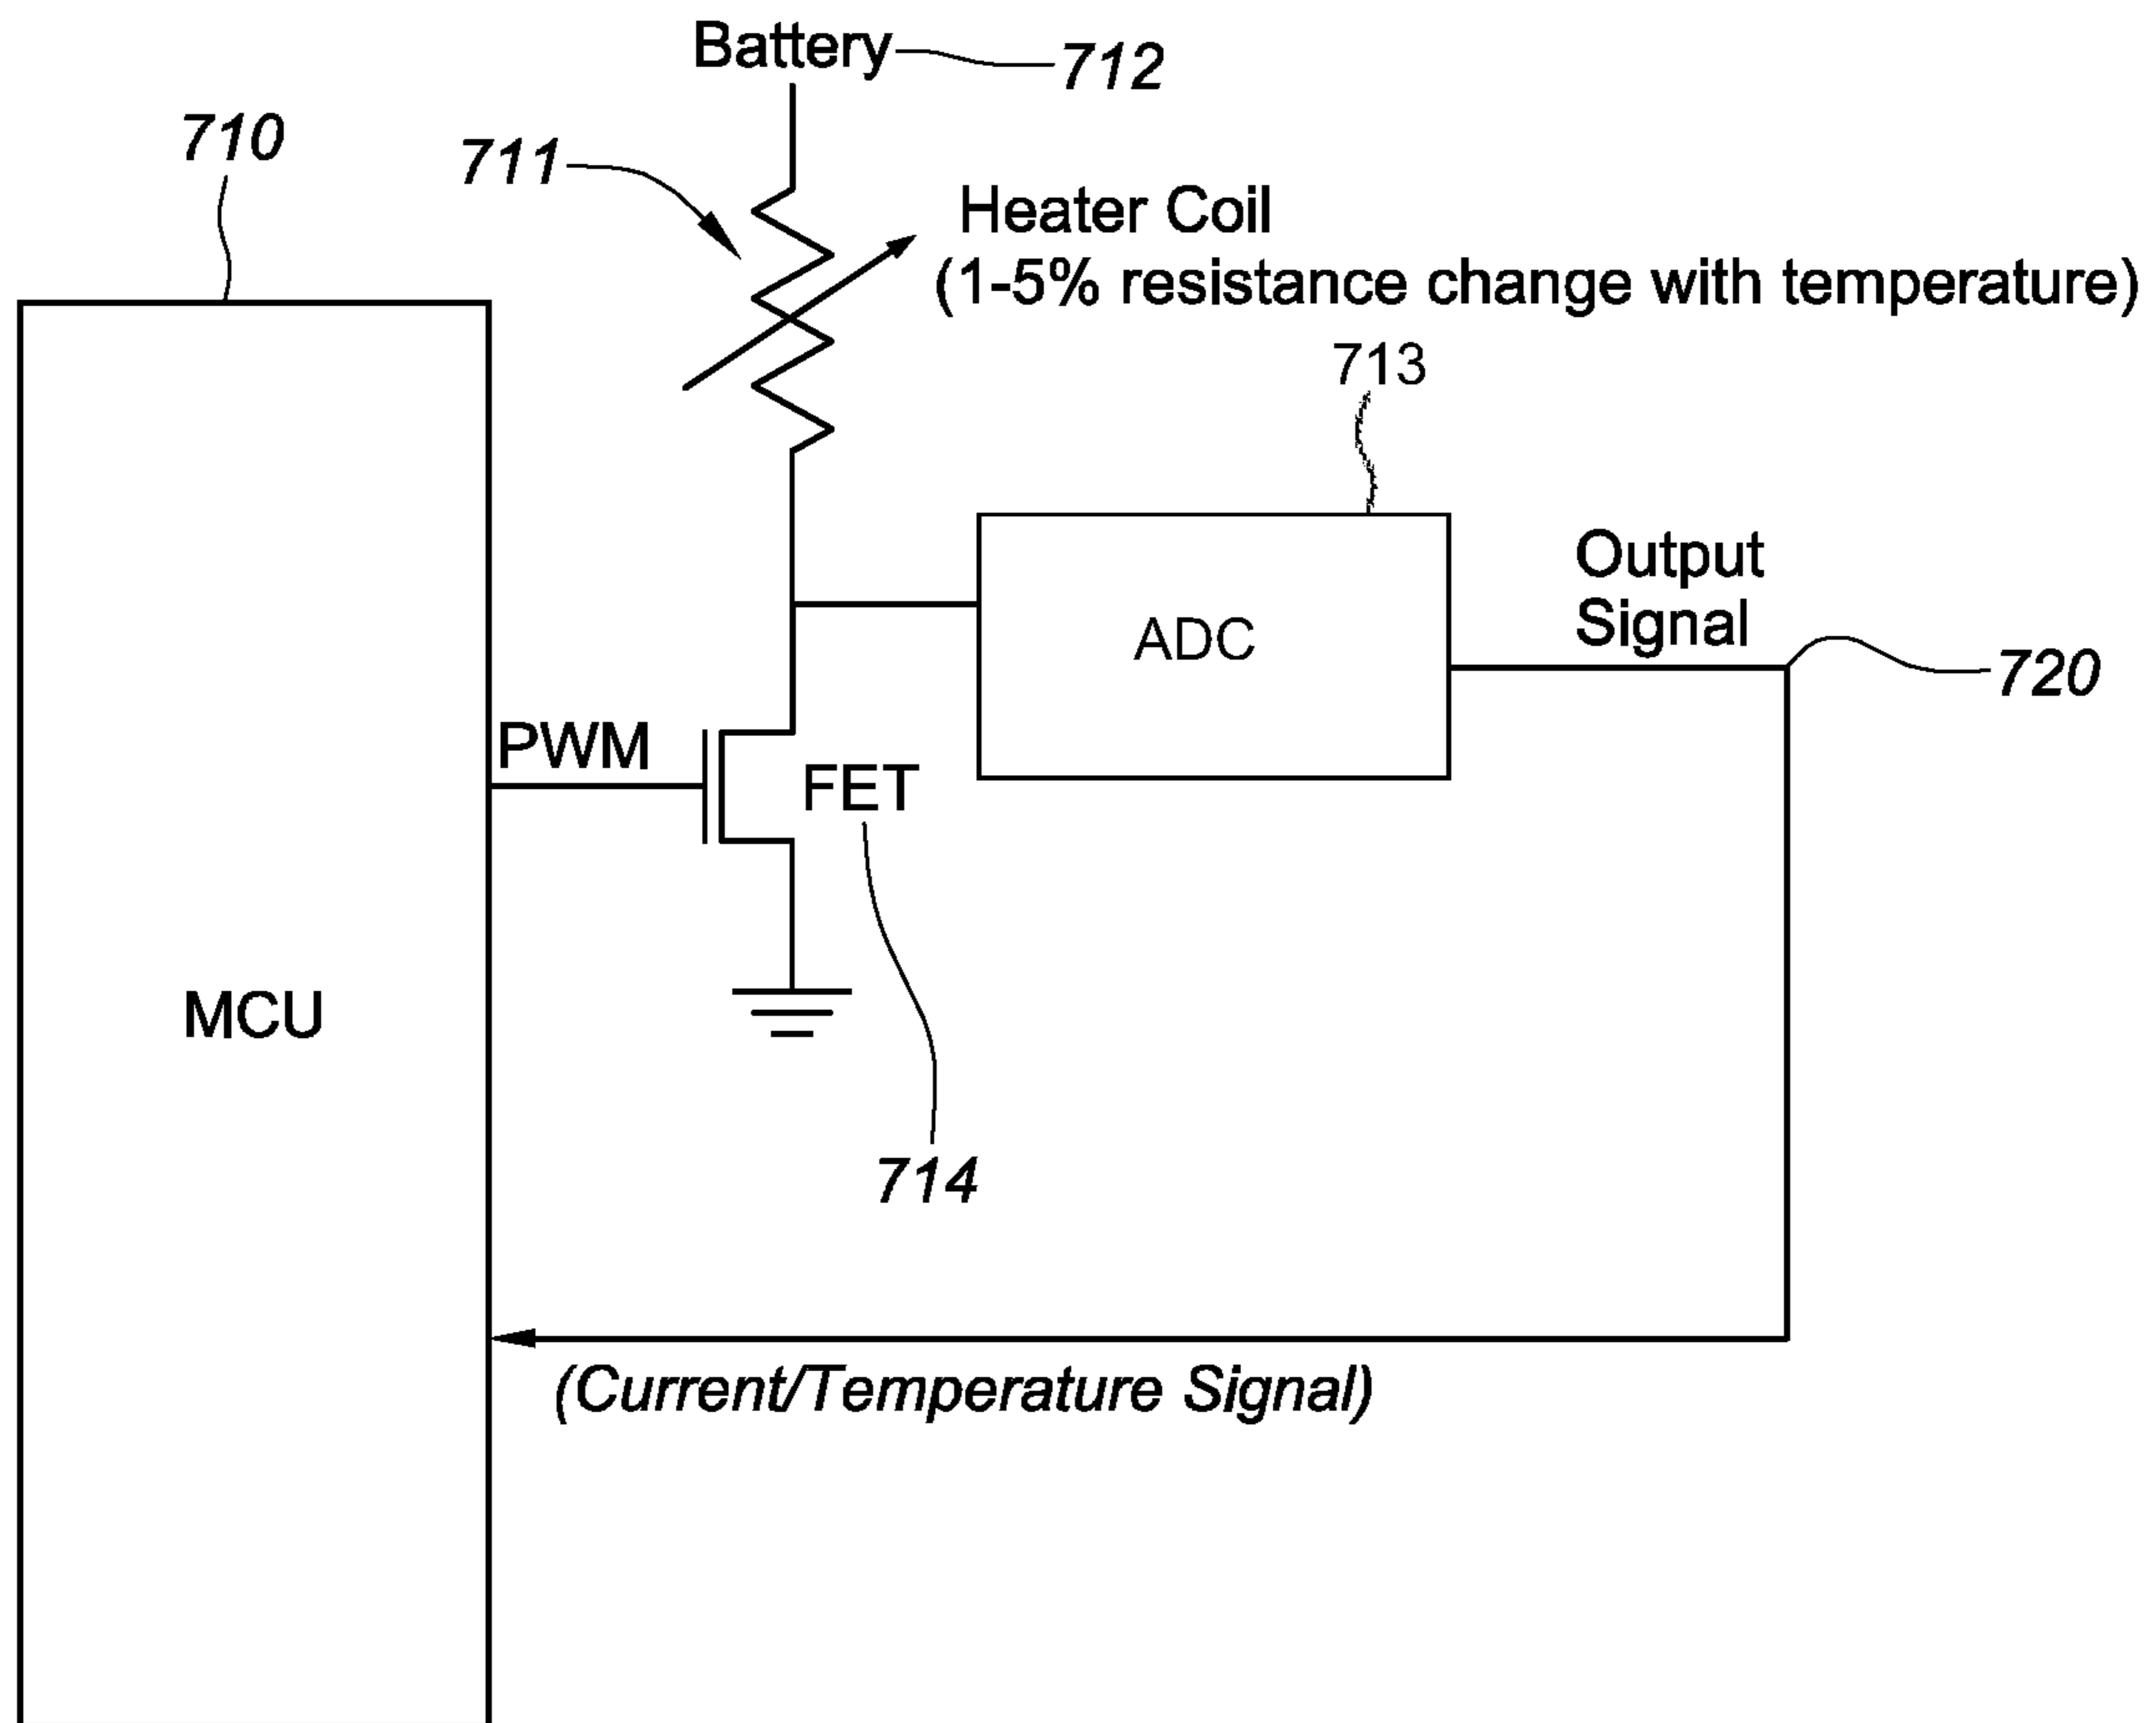 Battery 712
710
711
Heater Coil
(1-5% resistance change with temperature)
713
Output
Signal
ADC
720
PWM
FET
MCU
714
(Current/Temperature Signal)